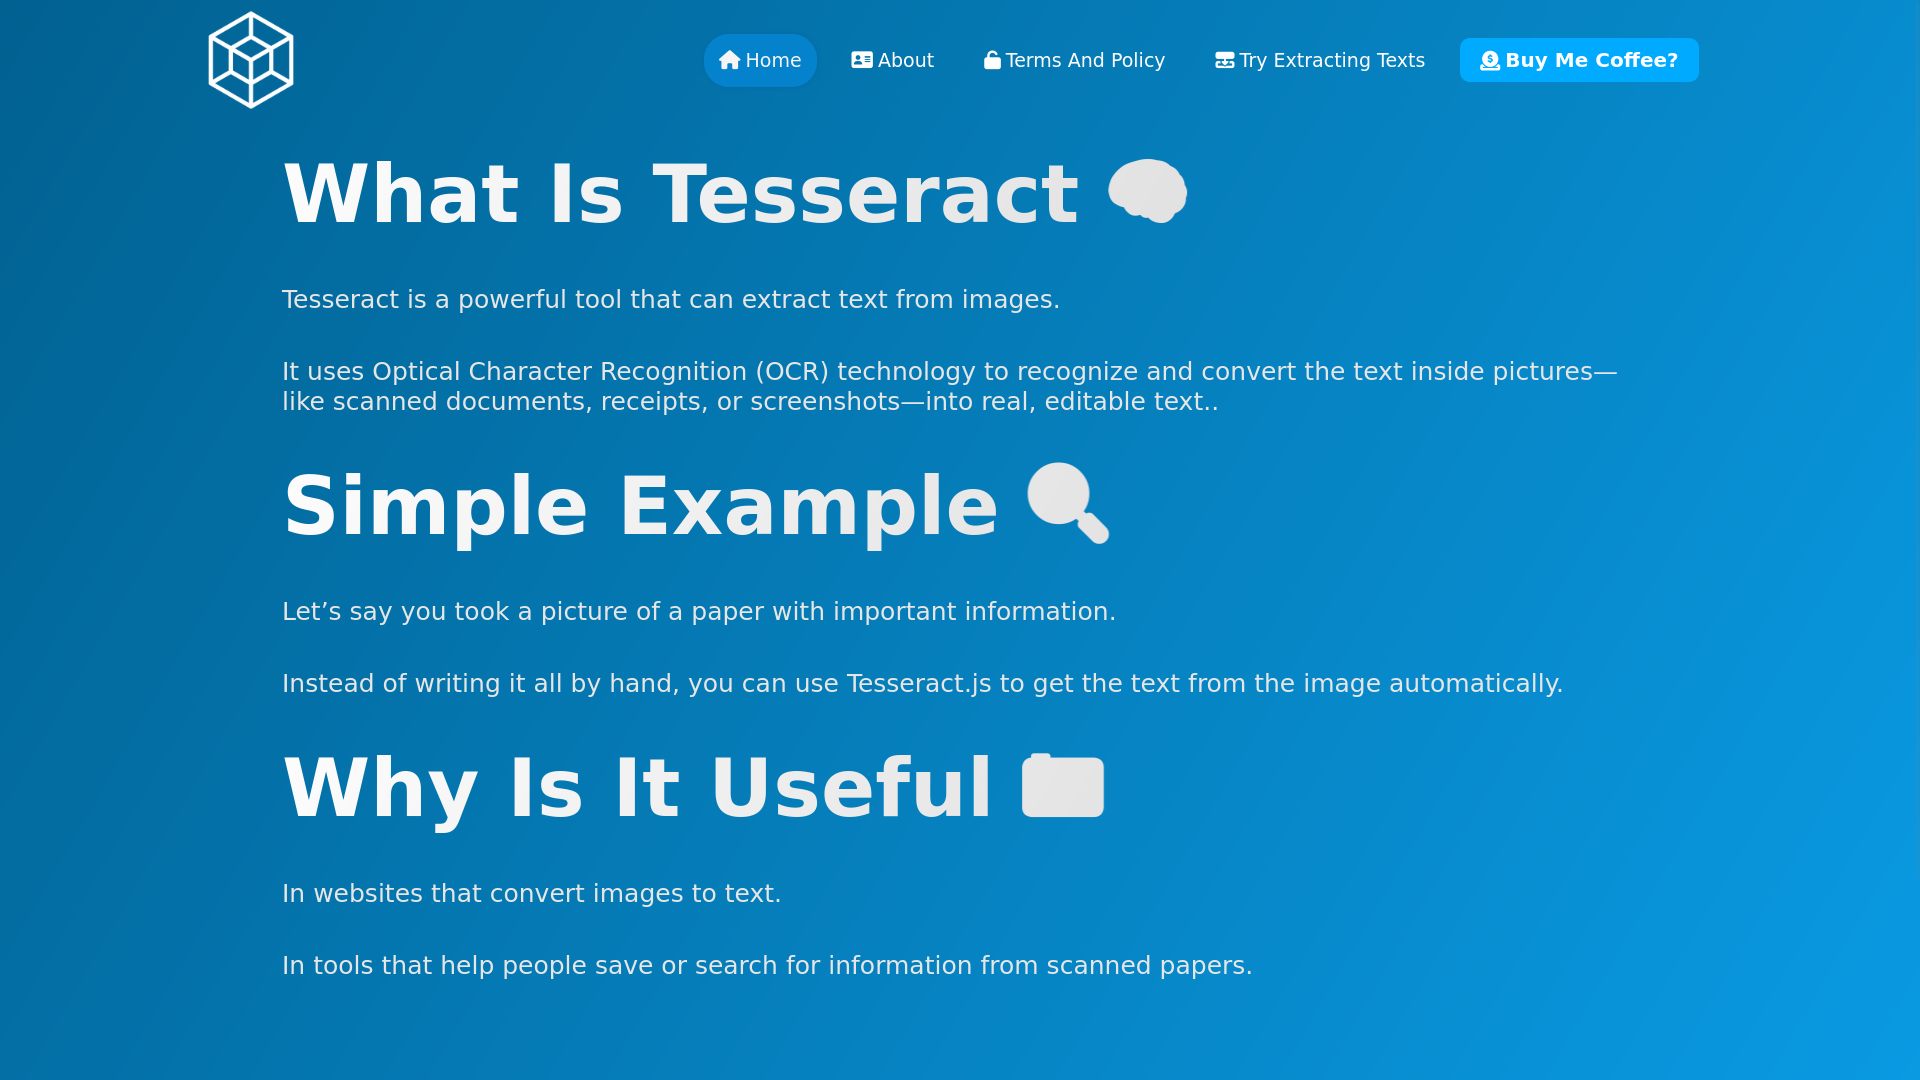 Home
About
Terms And Policy
Try Extracting Texts
Buy Me Coffee?
What Is Tesseract
Tesseract is a powerful tool that can extract text from images.
It uses Optical Character Recognition (OCR) technology to recognize and convert the text inside pictures—
like scanned documents, receipts, or screenshots—into real, editable text..
Simple Example
Let’s say you took a picture of a paper with important information.
Instead of writing it all by hand, you can use Tesseract.js to get the text from the image automatically.
Why Is It Useful
In websites that convert images to text.
In tools that help people save or search for information from scanned papers.